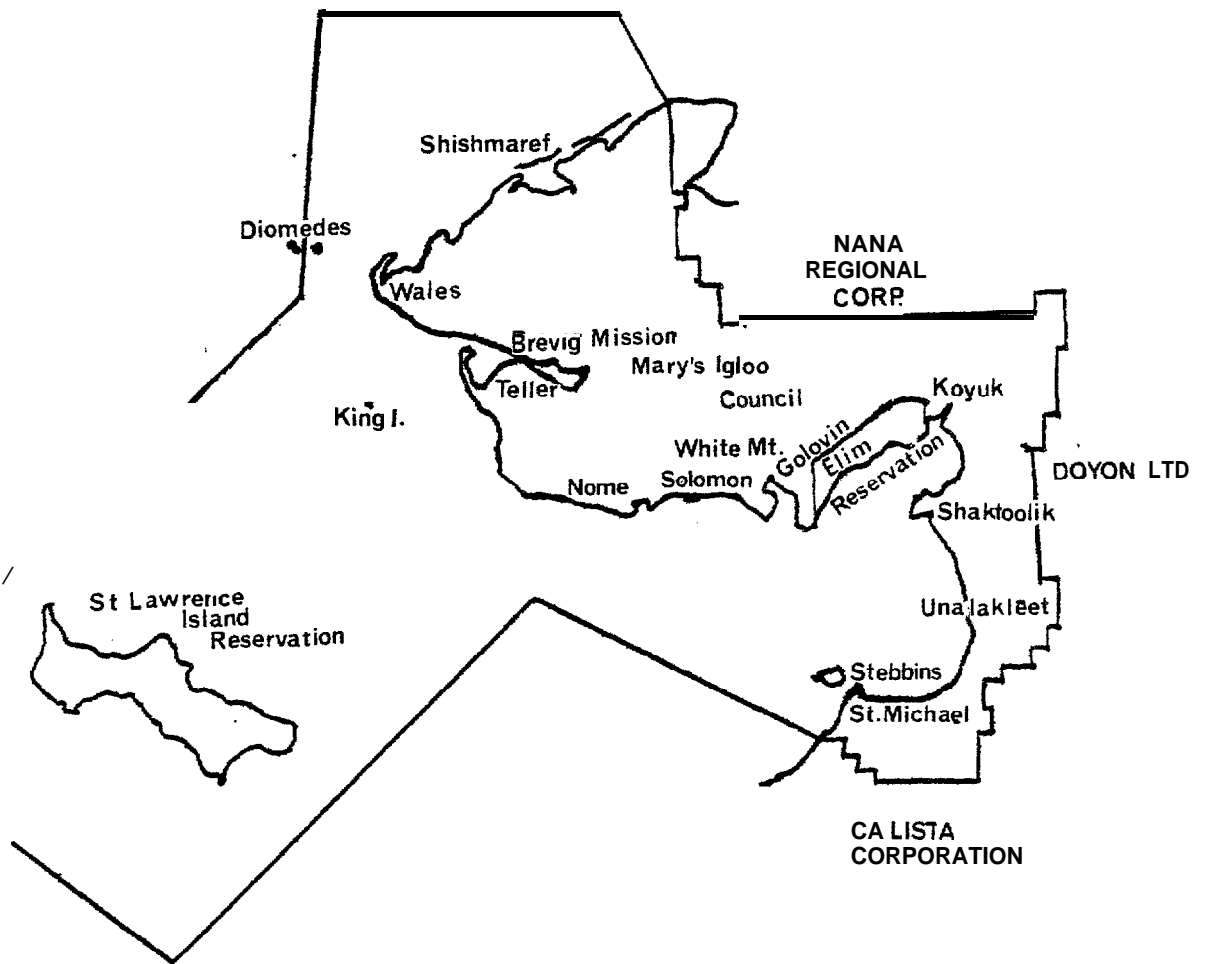 Shishmaref
Diomedes
NANA
REGIONAL
CORP.
Wales
Brevig Mission
Mary's Igloo
Teller
Council
Koyuk
King I.
White Mt.
Golovin
Elim
Reservation
Nome
Solomon
DOYON LTD
Shaktoolik
St Lawrence
Island
Reservation
Unalakleet
Stebbins
St. Michael
CA LISTA
CORPORATION